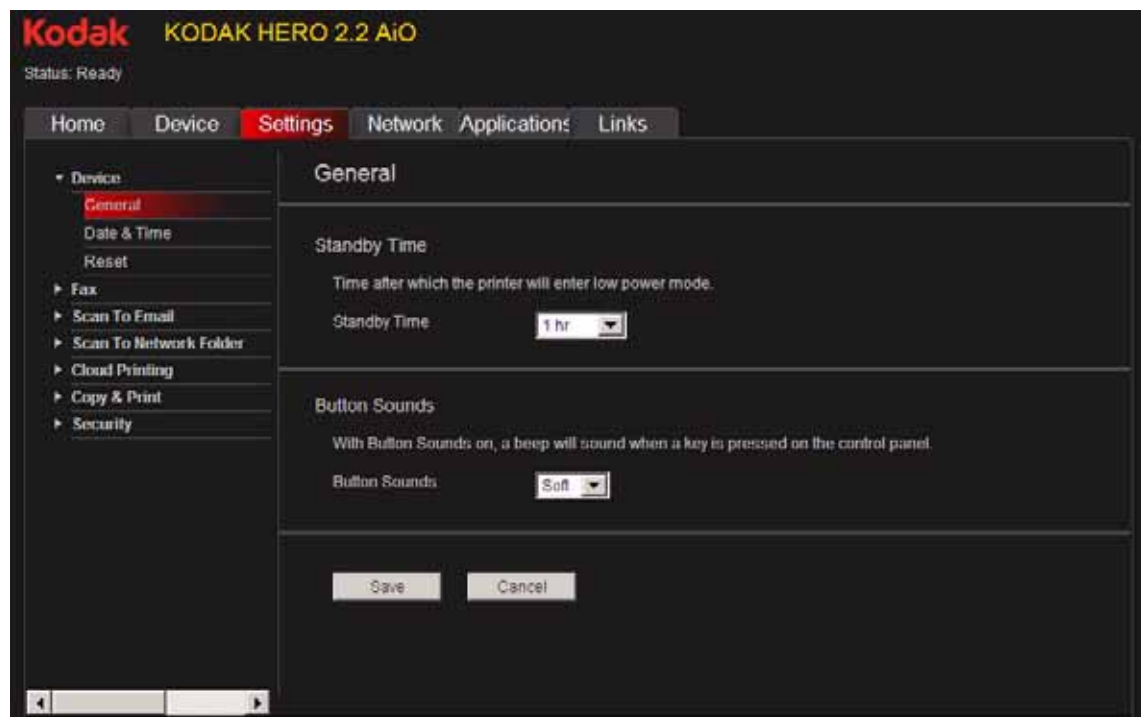 Kodak KODAK HERO 2.2 AiO
Status: Ready
Home Device Settings Network Applications Links
Device
General
Date & Time
Reset
Fax
Scan To Email
Scan To Network Folder
Cloud Printing
Copy & Print
Security
General
Standby Time
Time after which the printer will enter low power mode.
Standby Time 1 hr
Button Sounds
With Button Sounds on, a beep will sound when a key is pressed on the control panel.
Button Sounds Soft
Save Cancel